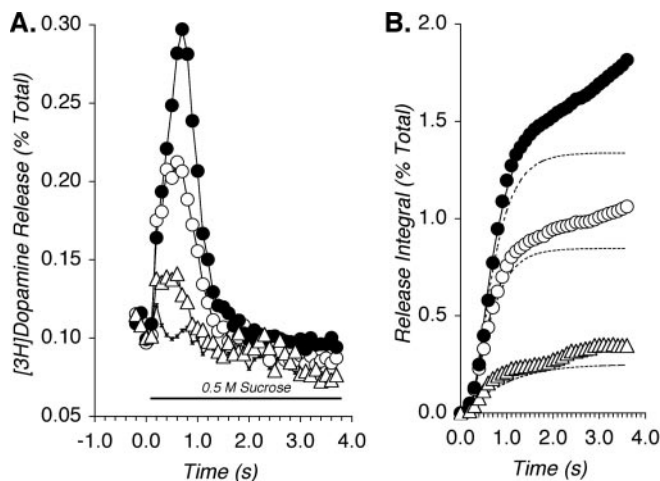 A.
[3H]Dopamine Release (% Total)
0.30
0.25
0.20
0.15
0.10
0.05
0.5 M Sucrose
-1.0 0.0 1.0 2.0 3.0 4.0
Time (s)
B.
Release Integral (% Total)
2.0
1.5
1.0
0.5
0.0
0.0 1.0 2.0 3.0 4.0
Time (s)